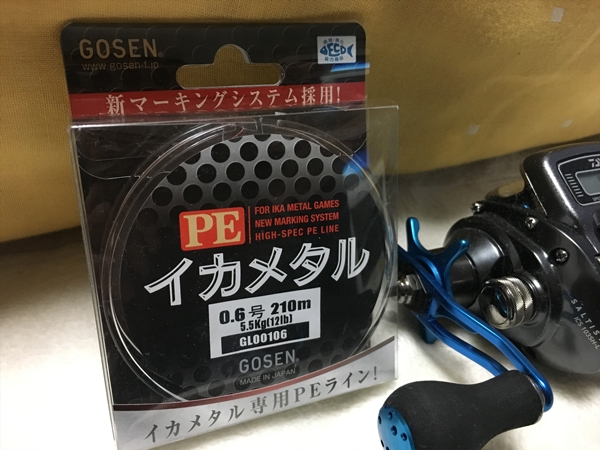 GOSEN
www.gosen-f.jp
新マーキングシステム採用!
PE
FOR IKA METAL GAMES
NEW MARKING SYSTEM
HIGH-SPEC PE LINE
イカメタル
0.6号 210m
5.5Kg(12lb)
GL00106
GOSEN
MADE IN JAPAN
イカメタル専用PEライン!
SALTIST